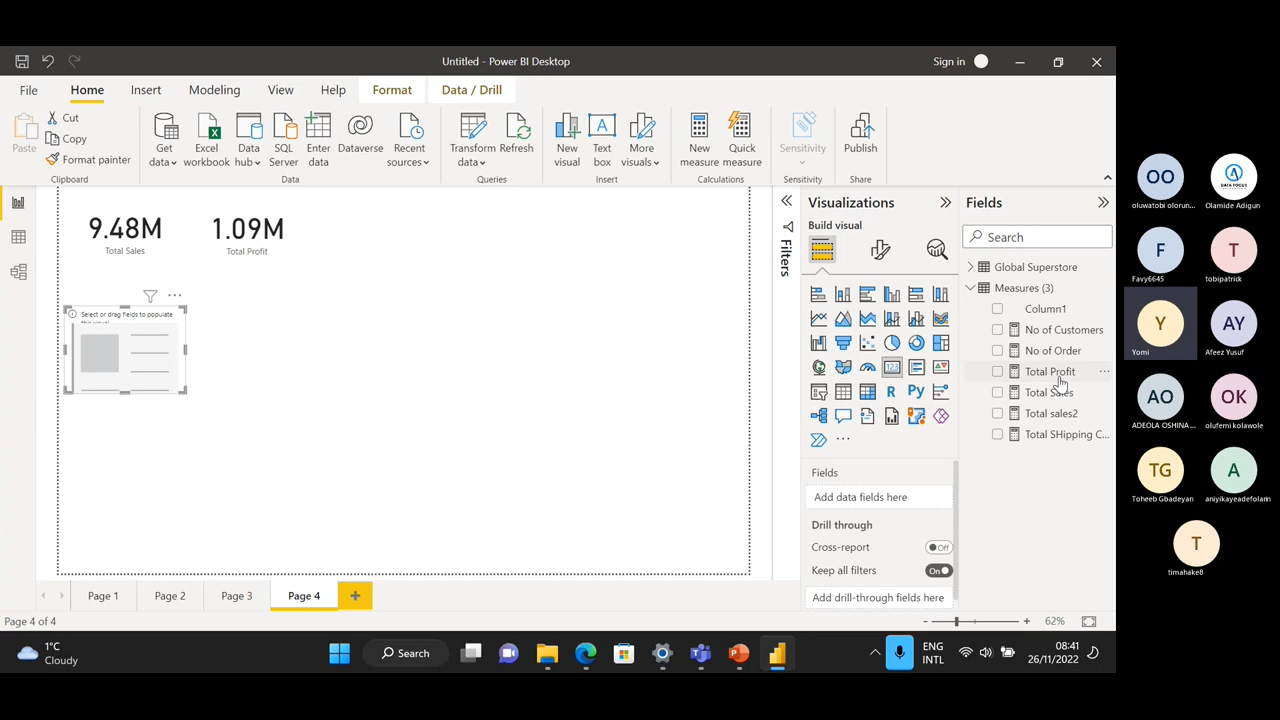 Untitled - Power BI Desktop
Sign in
File
Home
Insert
Modeling
View
Help
Format
Data / Drill
Paste
Cut
Copy
Format painter
Clipboard
Get data
Excel workbook
Data hub
SQL Server
Enter data
Dataverse
Recent sources
Data
Transform data
Refresh
Queries
New visual
Text box
More visuals
Insert
New measure
Quick measure
Calculations
Sensitivity
Sensitivity
Publish
Share
9.48M
Total Sales
1.09M
Total Profit
Select or drag fields to populate
this visual
Filters
Visualizations
Build visual
R
Py
123
Fields
Add data fields here
Drill through
Cross-report
Off
Keep all filters
On
Add drill-through fields here
Fields
Search
Global Superstore
Measures (3)
Column1
No of Customers
No of Order
Total Profit
Total Sales
Total sales2
Total SHipping C...
Page 1
Page 2
Page 3
Page 4
Page 4 of 4
62%
1°C
Cloudy
Search
ENG
INTL
08:41
26/11/2022
OO
oluwatobi olorun...
DATA FOCUS
Olamide Adigun
F
Favy6645
T
tobipatrick
Y
Yomi
AY
Afeez Yusuf
AO
ADEOLA OSHINA ...
OK
olufemi kolawole
TG
Toheeb Gbadeyan
A
aniyikayeadefolarin
T
timahake8